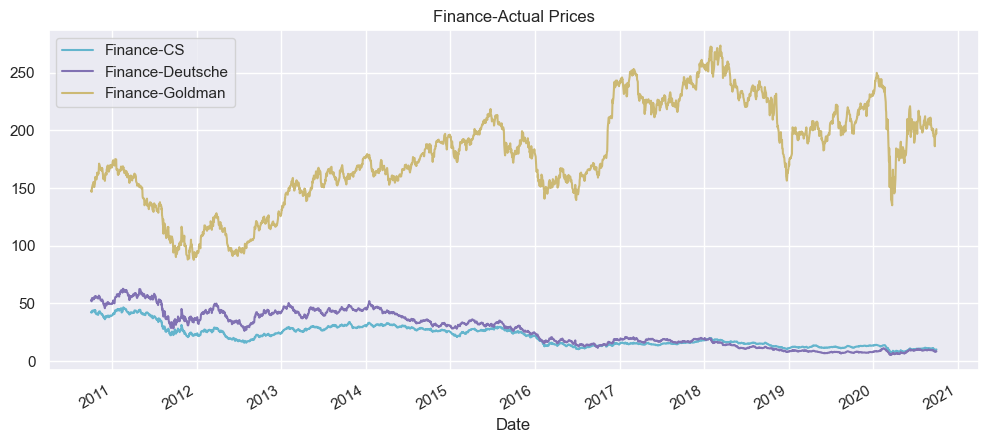 Finance-Actual Prices
Finance-CS
Finance-Deutsche
Finance-Goldman
250
200
150
100
50
0
2011 2012 2013 2014 2015 2016 2017 2018 2019 2020 2021
Date